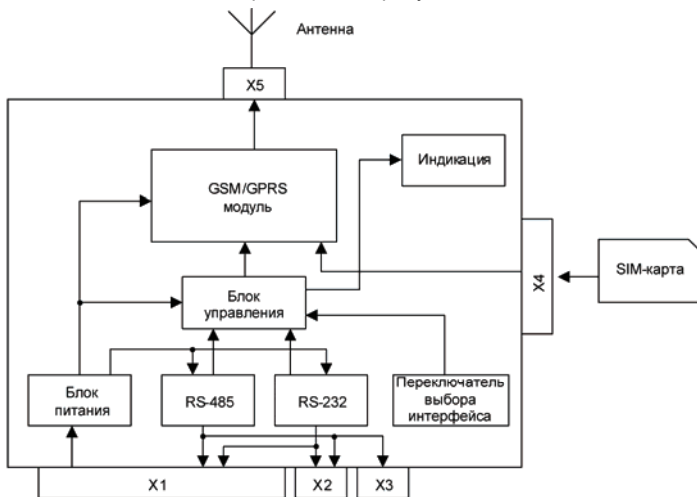 Антенна
X5
GSM/GPRS
модуль
Индикация
X4
SIM-карта
Блок
управления
Блок
питания
RS-485
RS-232
Переключатель
выбора
интерфейса
X1
X2
X3